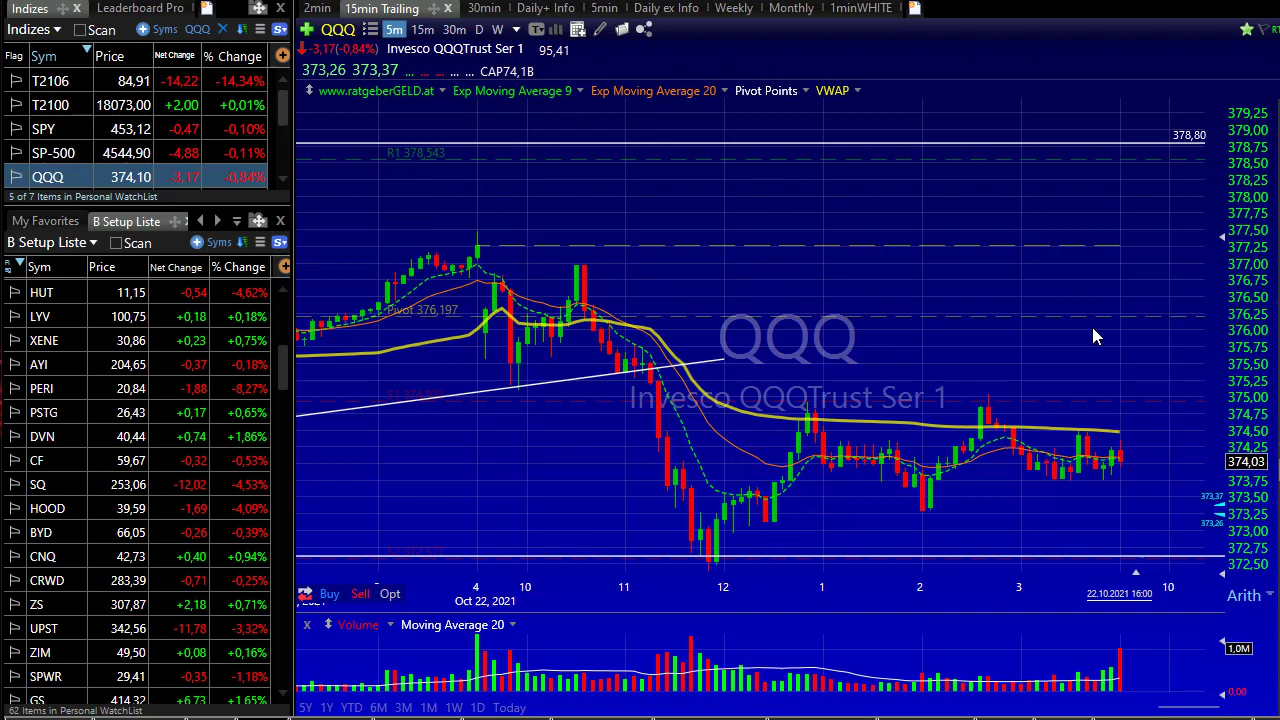 Indizes
Leaderboard Pro
2min
15min Trailing
30min
Daily+ Info
5min
Daily ex Info
Weekly
Monthly
1minWHITE
Indizes
Scan
Syms
QQQ
QQQ
5m
15m
30m
D
W
Flag
Sym
Price
Net Change
% Change
-3,17(-0,84%)
Invesco QQQTrust Ser 1
95,41
373,26
373,37
... ... ... ... ...
CAP74,1B
www.ratgeberGELD.at
Exp Moving Average 9
Exp Moving Average 20
Pivot Points
VWAP
T2106 84,91 -14,22 -14,34%
T2100 18073,00 +2,00 +0,01%
SPY 453,12 -0,47 -0,10%
SP-500 4544,90 -4,88 -0,11%
QQQ 374,10 -3,17 -0,84%
5 of 7 Items in Personal WatchList
My Favorites
B Setup Liste
B Setup Liste
Scan
Syms
Sym
Price
Net Change
% Change
HUT 11,15 -0,54 -4,62%
LYV 100,75 +0,18 +0,18%
XENE 30,86 +0,23 +0,75%
AYI 204,65 -0,37 -0,18%
PERI 20,84 -1,88 -8,27%
PSTG 26,43 +0,17 +0,65%
DVN 40,44 +0,74 +1,86%
CF 59,67 -0,32 -0,53%
SQ 253,06 -12,02 -4,53%
HOOD 39,59 -1,69 -4,09%
BYD 66,05 -0,26 -0,39%
CNQ 42,73 +0,40 +0,94%
CRWD 283,39 -0,71 -0,25%
ZS 307,87 +2,18 +0,71%
UPST 342,56 -11,78 -3,32%
ZIM 49,50 +0,08 +0,16%
SPWR 29,41 -0,35 -1,18%
GS 414,32 +6,73 +1,65%
62 Items in Personal WatchList
378,80
R1 378,543
Pivot 376,197
QQQ
Invesco QQQTrust Ser 1
379,25
379,00
378,75
378,50
378,25
378,00
377,75
377,50
377,25
377,00
376,75
376,50
376,25
376,00
375,75
375,50
375,25
375,00
374,75
374,50
374,25
374,03
373,75
373,50
373,25
373,00
372,75
372,50
373,37
373,26
4
10
11
12
1
2
3
10
Oct 22, 2021
22.10.2021 16:00
Arith
Buy
Sell
Opt
X
Volume
Moving Average 20
1,0M
0,00
5Y 1Y YTD 6M 3M 1M 1W 1D Today